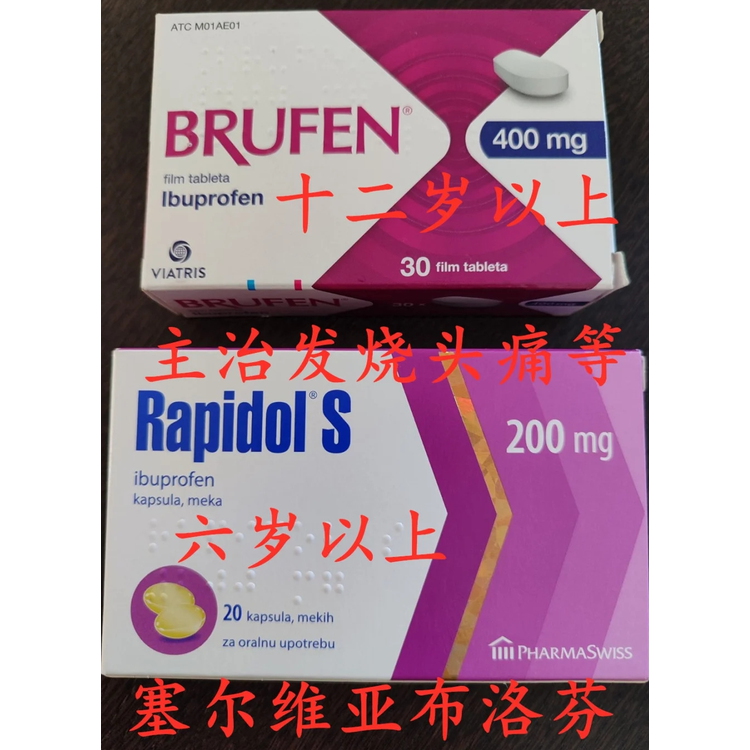 ATC M01AE01
BRUFEN®
400 mg
film tableta
Ibuprofen
十二岁以上
VIATRIS
30 film tableta
BRUFEN
主治发烧头痛等
Rapidol® S
200 mg
ibuprofen
kapsula, meka
六岁以上
20 kapsula, mekih
za oralnu upotrebu
PHARMASWISS
塞尔维亚布洛芬